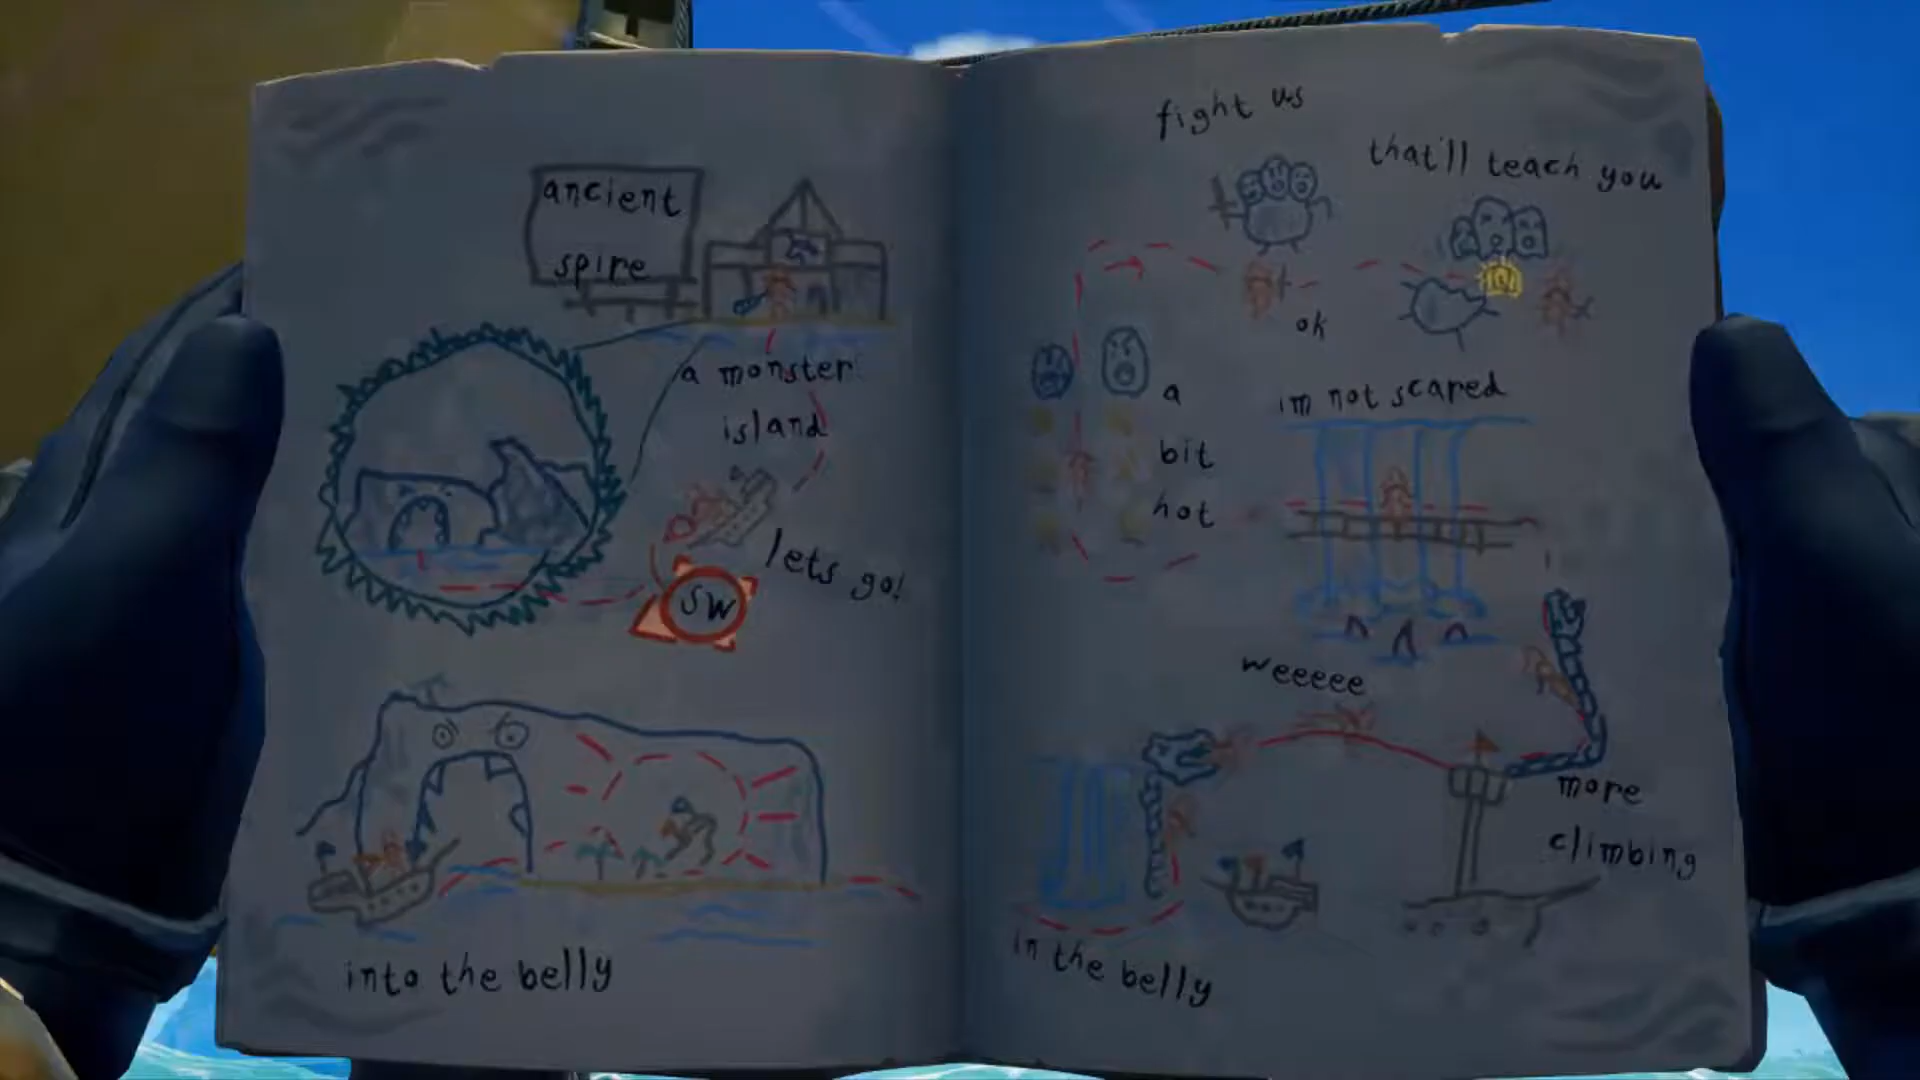 ancient
spire
a monster
island
lets go!
SW
into the belly
fight us
that'll teach you
ok
a
bit
hot
im not scared
weeeee
more
climbing
in the belly